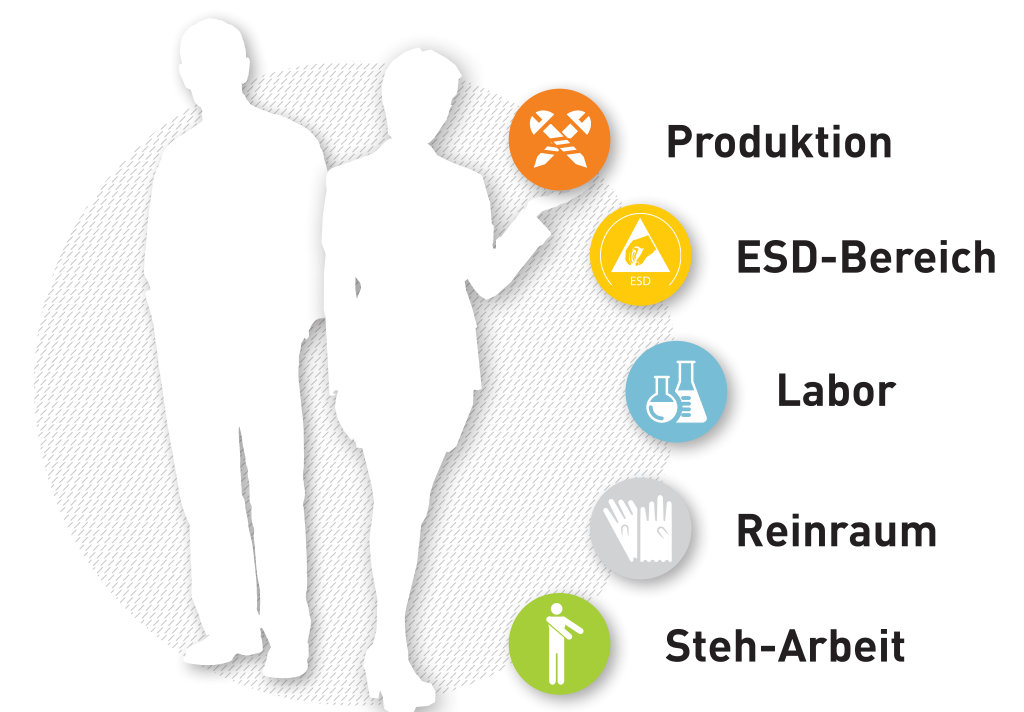 Produktion
ESD-Bereich
ESD
Labor
Reinraum
Steh-Arbeit